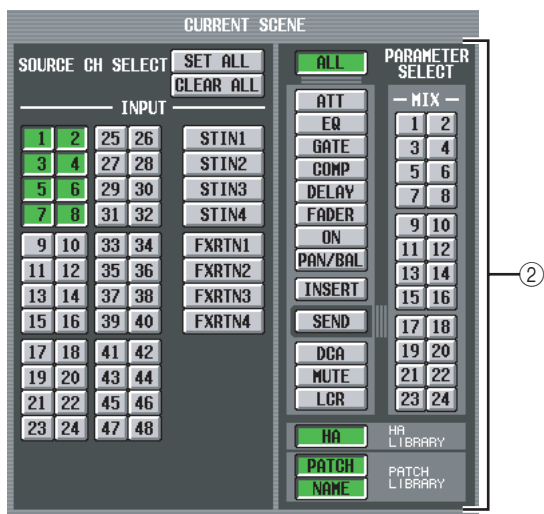 CURRENT SCENE
SOURCE CH SELECT
SET ALL
CLEAR ALL
INPUT
1 2 25 26 STIN1
3 4 27 28 STIN2
5 6 29 30 STIN3
7 8 31 32 STIN4
9 10 33 34 FXRTN1
11 12 35 36 FXRTN2
13 14 37 38 FXRTN3
15 16 39 40 FXRTN4
17 18 41 42
19 20 43 44
21 22 45 46
23 24 47 48
ALL
PARAMETER
SELECT
ATT
EQ
GATE
COMP
DELAY
FADER
ON
PAN/BAL
INSERT
SEND
DCA
MUTE
LCR
MIX
1 2
3 4
5 6
7 8
9 10
11 12
13 14
15 16
17 18
19 20
21 22
23 24
HA
HA
LIBRARY
PATCH
NAME
PATCH
LIBRARY
②